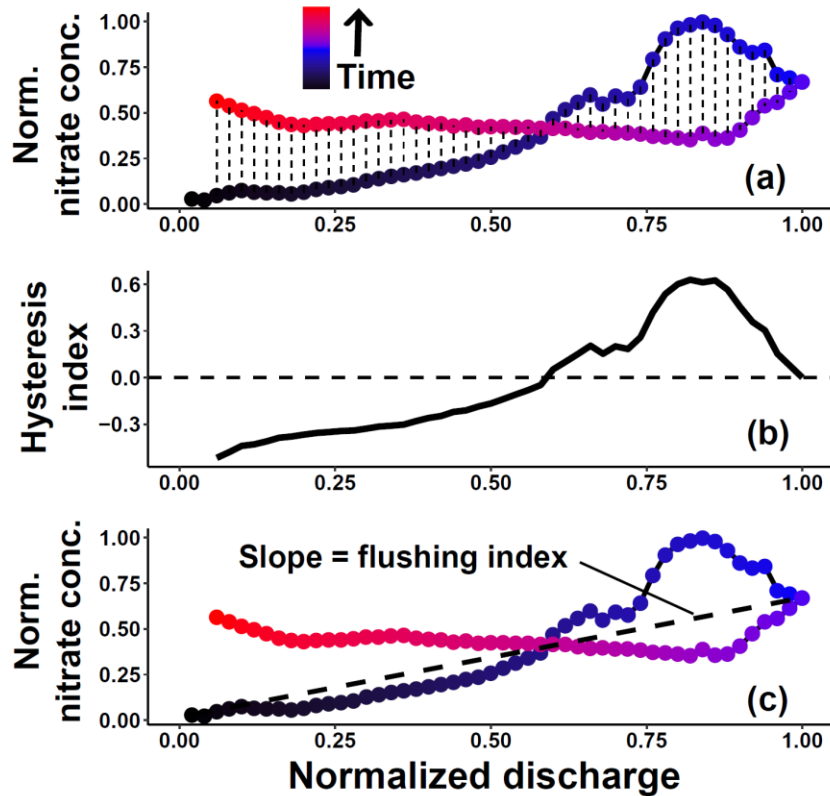 Norm.
nitrate conc.
1.00
0.75
0.50
0.25
0.00
Time
(a)
0.00 0.25 0.50 0.75 1.00
Hysteresis
index
0.6
0.3
0.0
−0.3
(b)
0.00 0.25 0.50 0.75 1.00
Norm.
nitrate conc.
1.00
0.75
0.50
0.25
0.00
Slope = flushing index
(c)
0.00 0.25 0.50 0.75 1.00
Normalized discharge